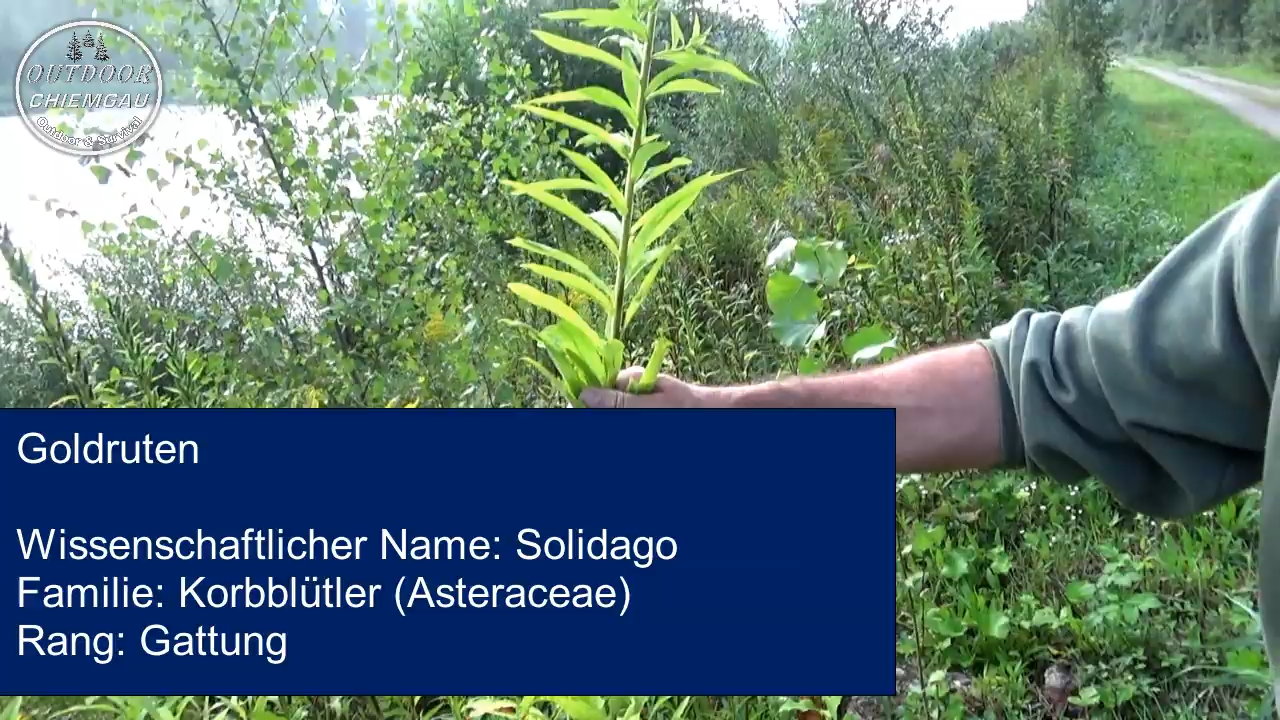 OUTDOOR
CHIEMGAU
Outdoor & Survival
Goldruten
Wissenschaftlicher Name: Solidago
Familie: Korbblütler (Asteraceae)
Rang: Gattung